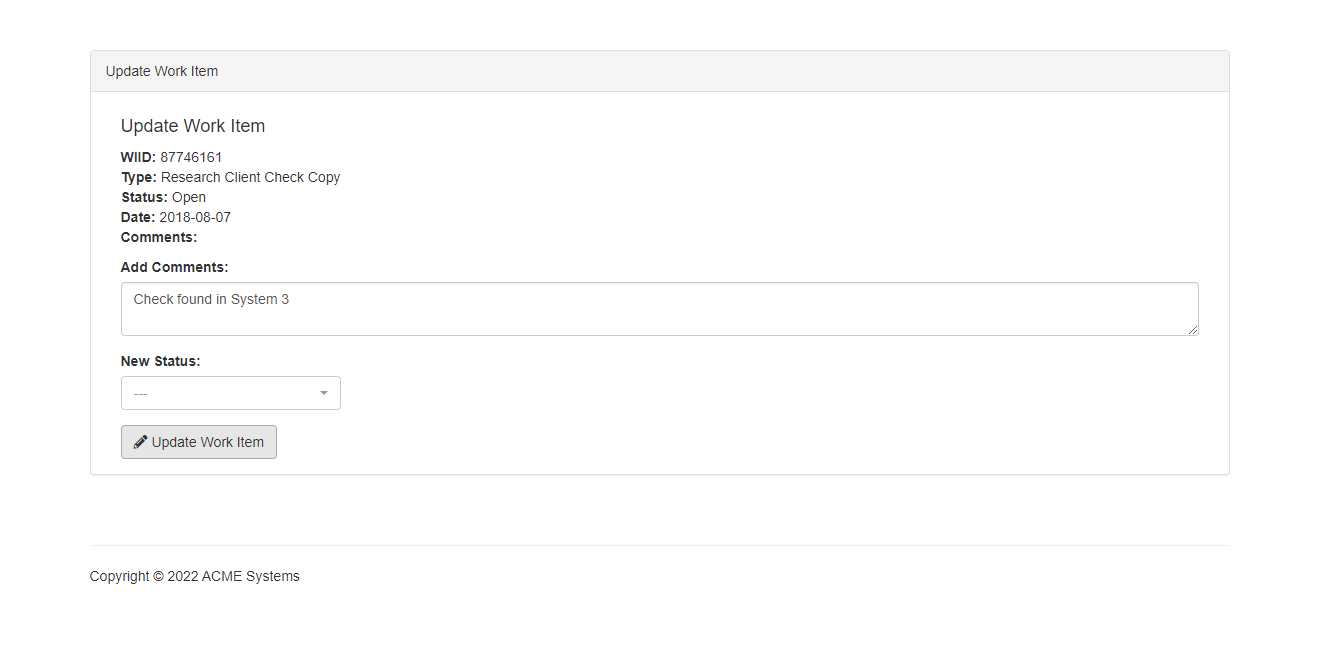 Update Work Item
Update Work Item
WIID: 87746161
Type: Research Client Check Copy
Status: Open
Date: 2018-08-07
Comments:
Add Comments:
Check found in System 3
New Status:
---
Update Work Item
Copyright © 2022 ACME Systems